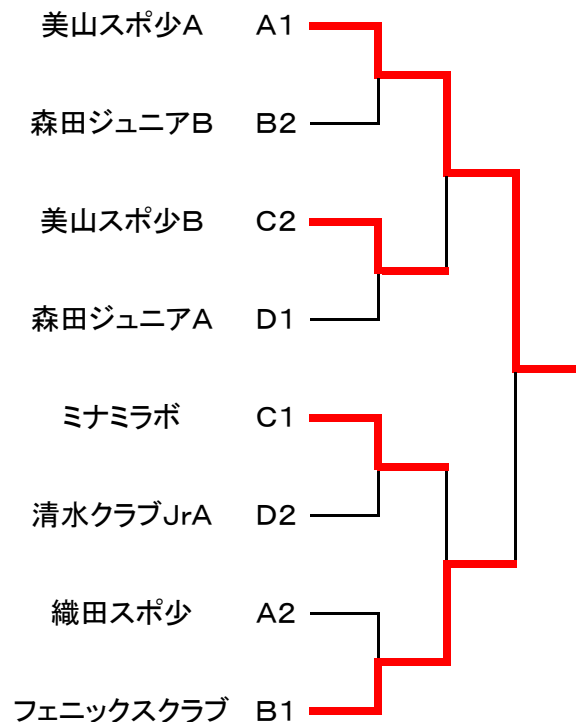 美山スポ少A A1
森田ジュニアB B2
美山スポ少B C2
森田ジュニアA D1
ミナミラボ C1
清水クラブJrA D2
織田スポ少 A2
フェニックスクラブ B1